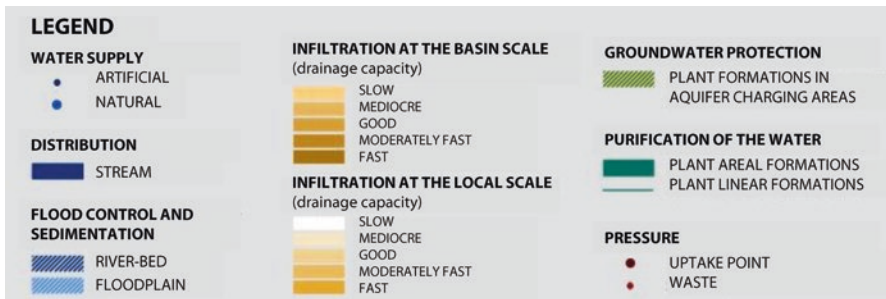 LEGEND
WATER SUPPLY
ARTIFICIAL
NATURAL
DISTRIBUTION
STREAM
FLOOD CONTROL AND
SEDIMENTATION
RIVER-BED
FLOODPLAIN
INFILTRATION AT THE BASIN SCALE
(drainage capacity)
SLOW
MEDIOCRE
GOOD
MODERATELY FAST
FAST
INFILTRATION AT THE LOCAL SCALE
(drainage capacity)
SLOW
MEDIOCRE
GOOD
MODERATELY FAST
FAST
GROUNDWATER PROTECTION
PLANT FORMATIONS IN
AQUIFER CHARGING AREAS
PURIFICATION OF THE WATER
PLANT AREAL FORMATIONS
PLANT LINEAR FORMATIONS
PRESSURE
UPTAKE POINT
WASTE